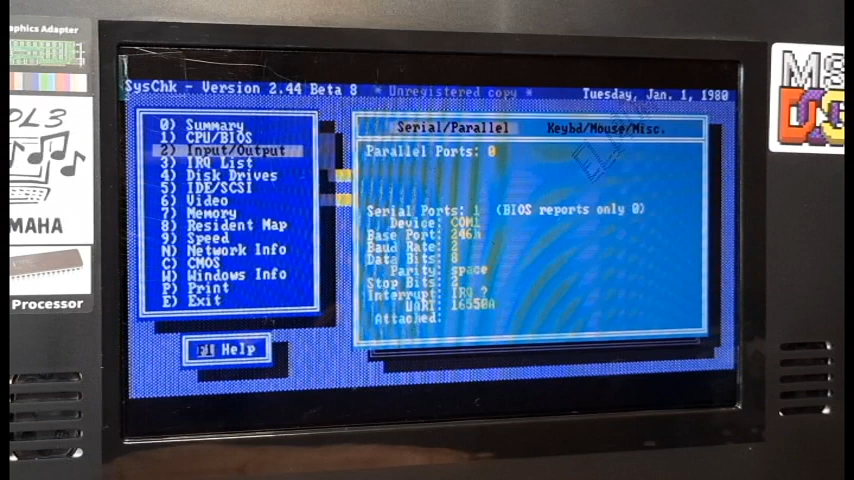 aphics Adapter
PL3
MAHA
Processor
MS
DOS
SysChk - Version 2.44 Beta 8 * Unregistered copy * Tuesday, Jan. 1, 1980
0) Summary
1) CPU/BIOS
2) Input/Output
3) IRQ List
4) Disk Drives
5) IDE/SCSI
6) Video
7) Memory
8) Resident Map
9) Speed
N) Network Info
C) CMOS
W) Windows Info
P) Print
E) Exit
F1 Help
Serial/Parallel Keybd/Mouse/Misc.
Parallel Ports: 0
Serial Ports: 1 (BIOS reports only 0)
Device: COM1
Base Port: 246h
Baud Rate: 2
Data Bits: 8
Parity: space
Stop Bits: 2
Interrupt: IRQ ?
UART: 16550A
Attached: